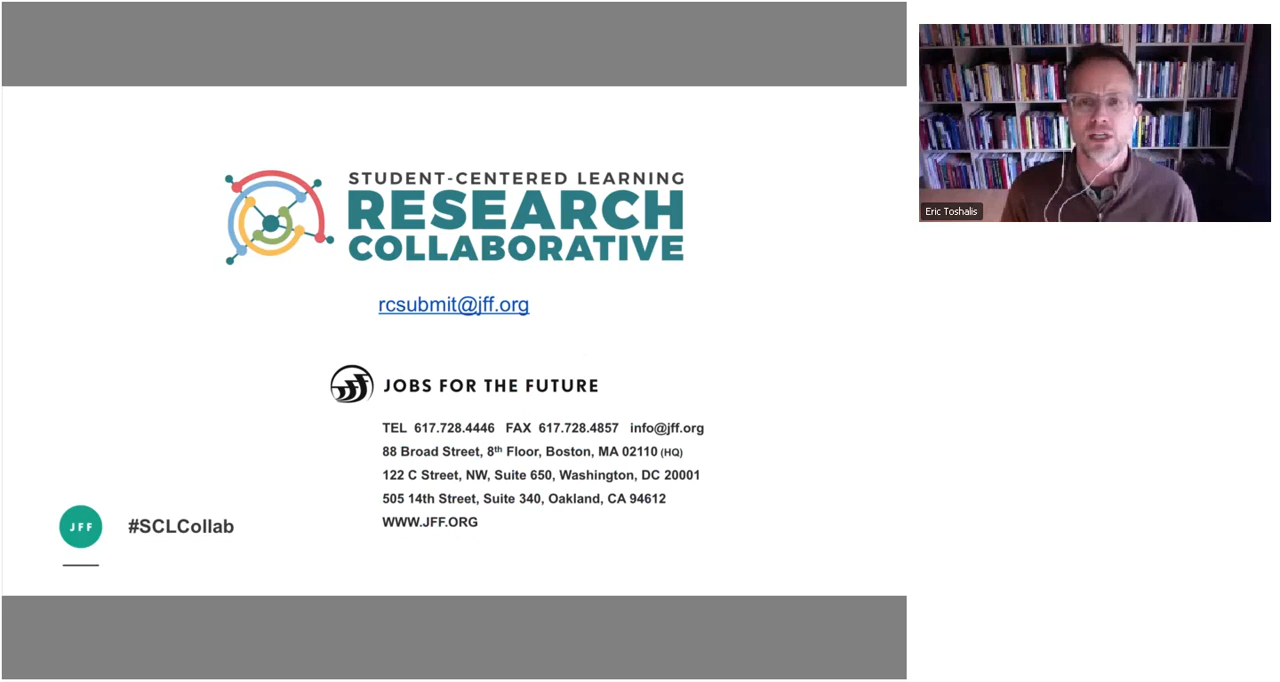 STUDENT-CENTERED LEARNING
RESEARCH
COLLABORATIVE
rcsubmit@jff.org
JOBS FOR THE FUTURE
TEL 617.728.4446 FAX 617.728.4857 info@jff.org
88 Broad Street, 8th Floor, Boston, MA 02110 (HQ)
122 C Street, NW, Suite 650, Washington, DC 20001
505 14th Street, Suite 340, Oakland, CA 94612
WWW.JFF.ORG
JFF
#SCLCollab
Eric Toshalis